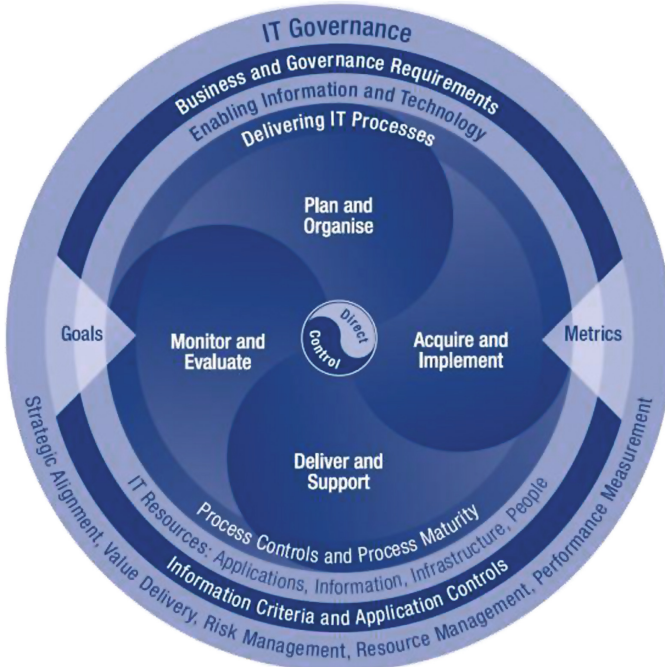 IT Governance
Business and Governance Requirements
Enabling Information and Technology
Delivering IT Processes
Plan and
Organise
Goals
Monitor and
Evaluate
Direct
Control
Acquire and
Implement
Metrics
Deliver and
Support
Process Controls and Process Maturity
IT Resources: Applications, Information, Infrastructure, People
Information Criteria and Application Controls
Strategic Alignment, Value Delivery, Risk Management, Resource Management, Performance Measurement